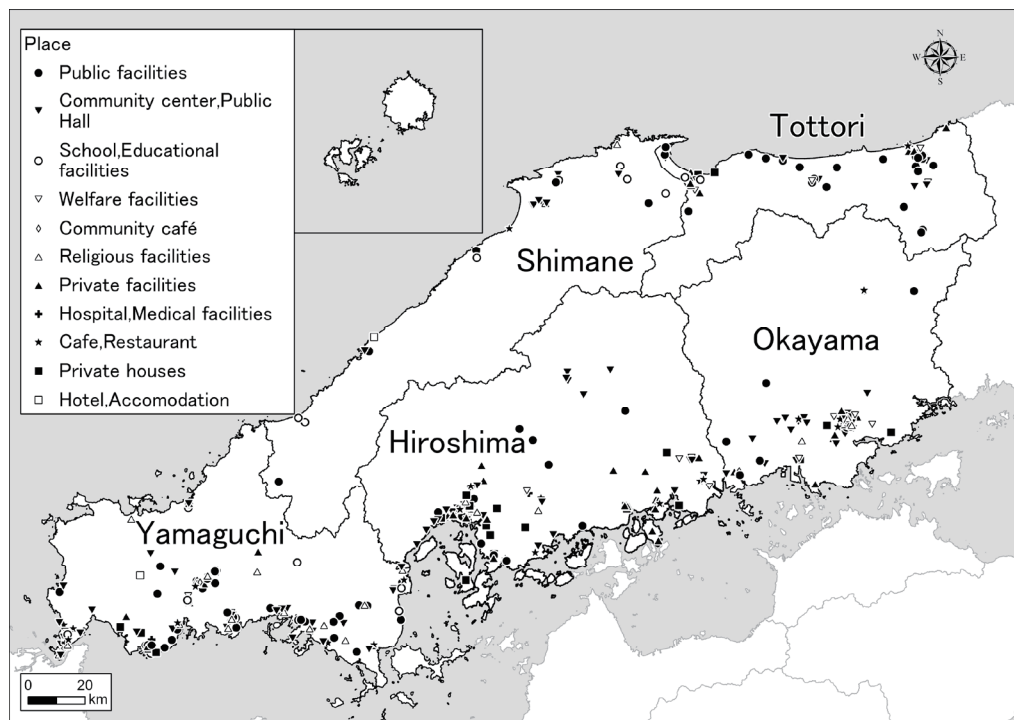 Place
Public facilities
Community center,Public
Hall
School,Educational
facilities
Welfare facilities
Community café
Religious facilities
Private facilities
Hospital,Medical facilities
Cafe,Restaurant
Private houses
Hotel,Accomodation
N
W E
S
Tottori
Shimane
Okayama
Hiroshima
Yamaguchi
0 20
km